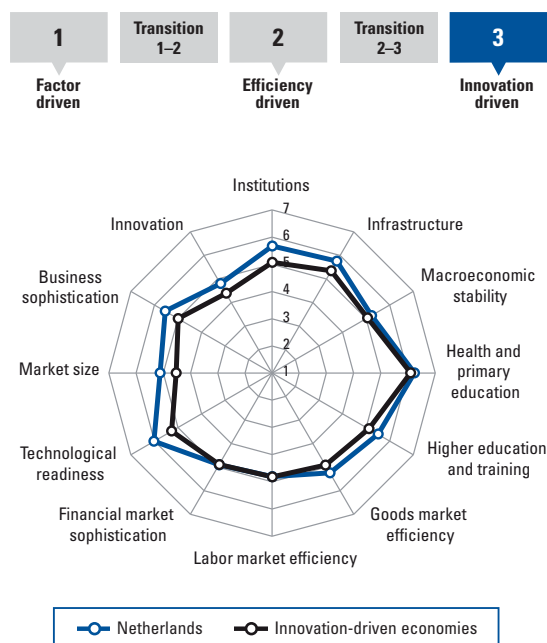 1
Transition
1–2
2
Transition
2–3
3
Factor
driven
Efficiency
driven
Innovation
driven
Institutions
7
6
5
4
3
2
1
Innovation
Infrastructure
Business
sophistication
Macroeconomic
stability
Market size
Health and
primary
education
Technological
readiness
Higher education
and training
Financial market
sophistication
Goods market
efficiency
Labor market efficiency
Netherlands
Innovation-driven economies